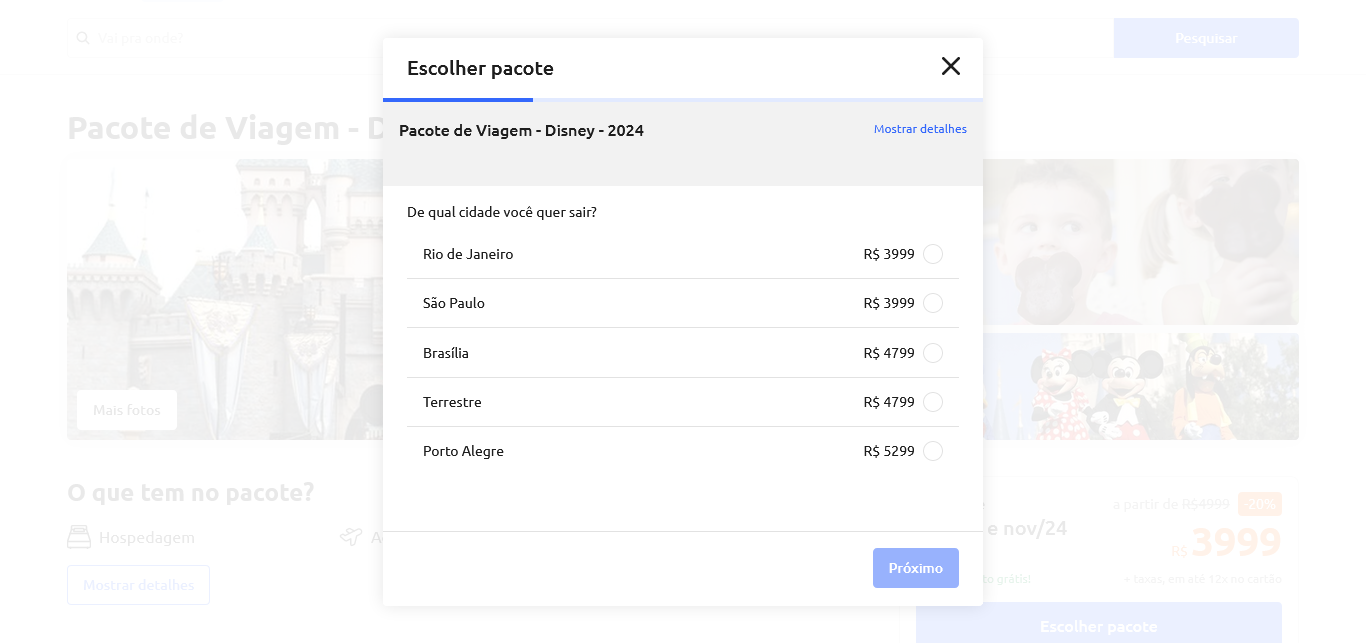 Vai pra onde?
Pesquisar
Escolher pacote
Pacote de Viagem - D
Pacote de Viagem - Disney - 2024
Mostrar detalhes
De qual cidade você quer sair?
Rio de Janeiro R$ 3999
São Paulo R$ 3999
Brasília R$ 4799
Terrestre R$ 4799
Porto Alegre R$ 5299
Mais fotos
Próximo
O que tem no pacote?
Hospedagem
Mostrar detalhes
a partir de R$4999 -20%
e nov/24
R$ 3999
to grátis!
+ taxas, em até 12x no cartão
Escolher pacote